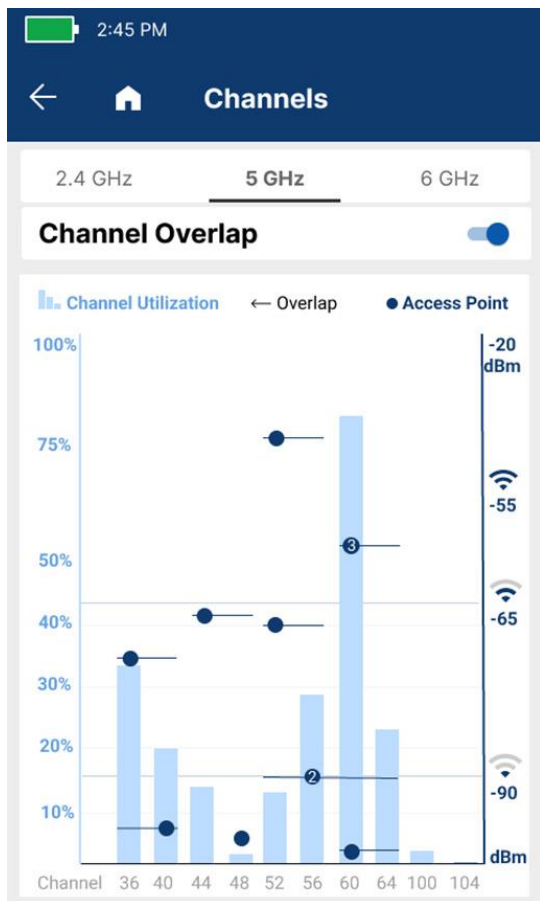 2:45 PM
Channels
2.4 GHz 5 GHz 6 GHz
Channel Overlap
Channel Utilization ← Overlap Access Point
100% -20
dBm
75%
-55
50%
3
-65
40%
30%
20%
2
-90
10%
dBm
Channel 36 40 44 48 52 56 60 64 100 104